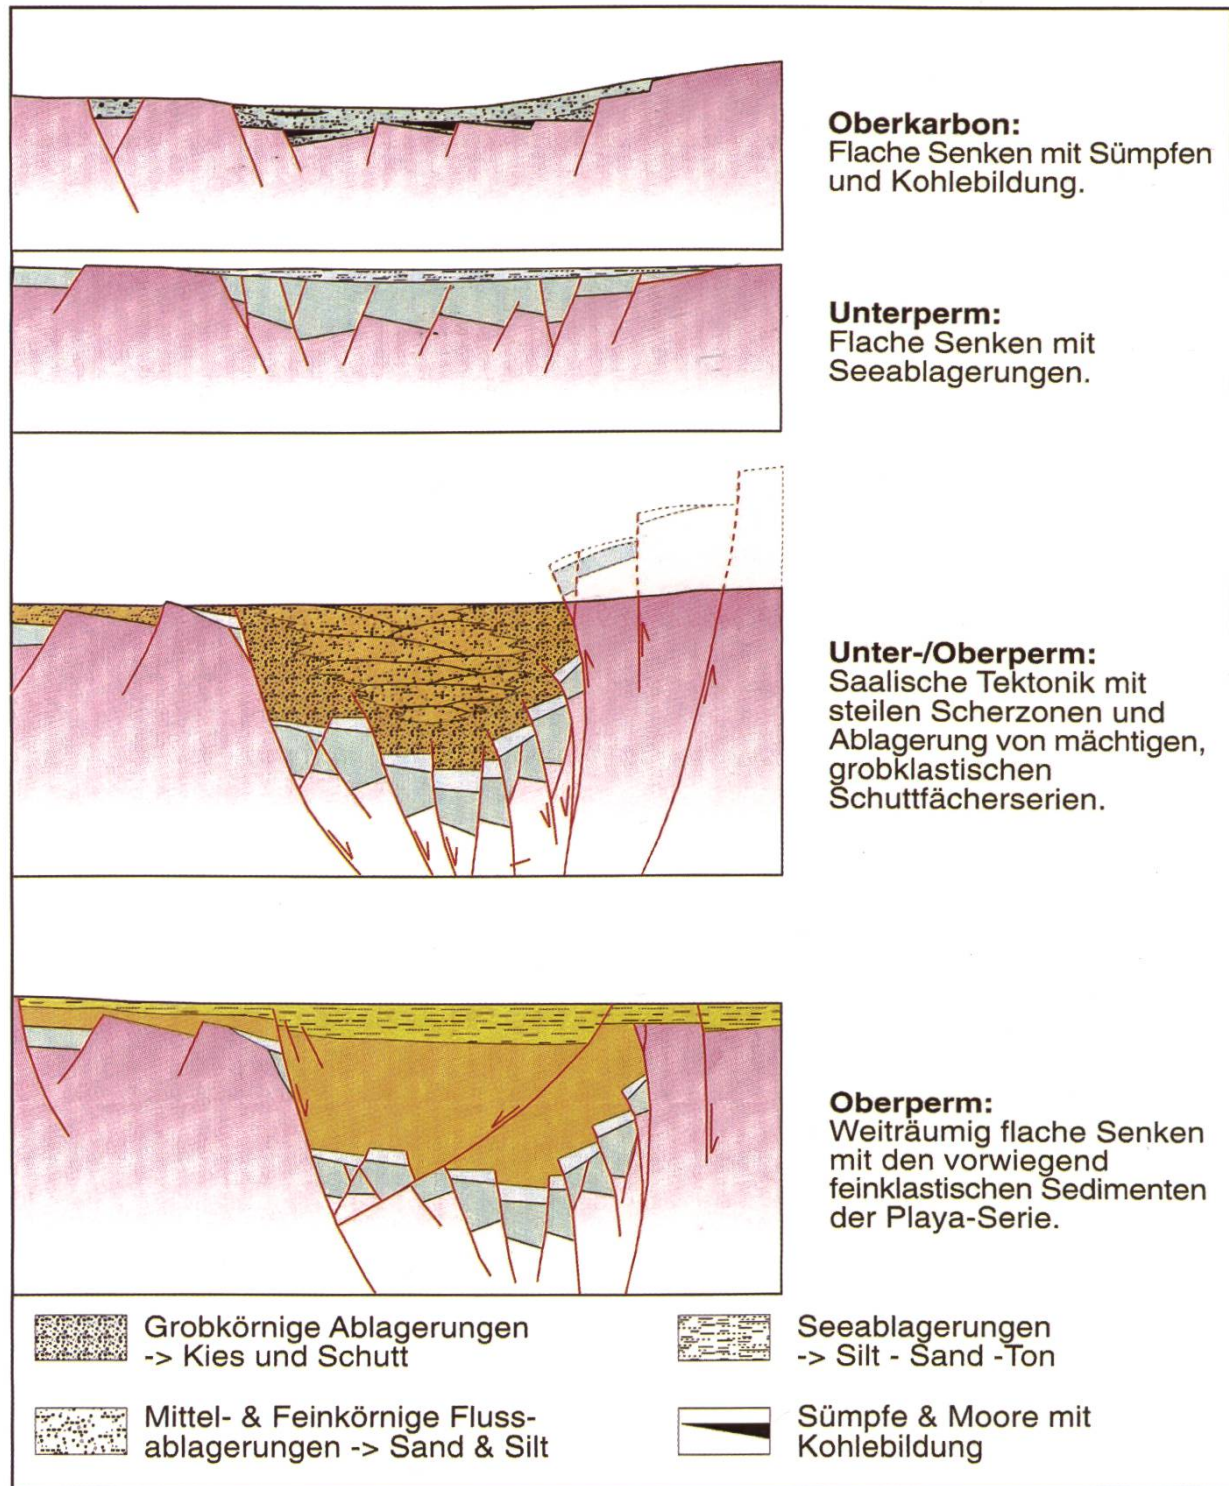 Oberkarbon:
Flache Senken mit Sümpfen
und Kohlebildung.
Unterperm:
Flache Senken mit
Seeablagerungen.
Unter-/Oberperm:
Saalische Tektonik mit
steilen Scherzonen und
Ablagerung von mächtigen,
grobklastischen
Schuttfächerserien.
Oberperm:
Weiträumig flache Senken
mit den vorwiegend
feinklastischen Sedimenten
der Playa-Serie.
Grobkörnige Ablagerungen
-> Kies und Schutt
Mittel- & Feinkörnige Fluss-
ablagerungen -> Sand & Silt
Seeablagerungen
-> Silt - Sand -Ton
Sümpfe & Moore mit
Kohlebildung